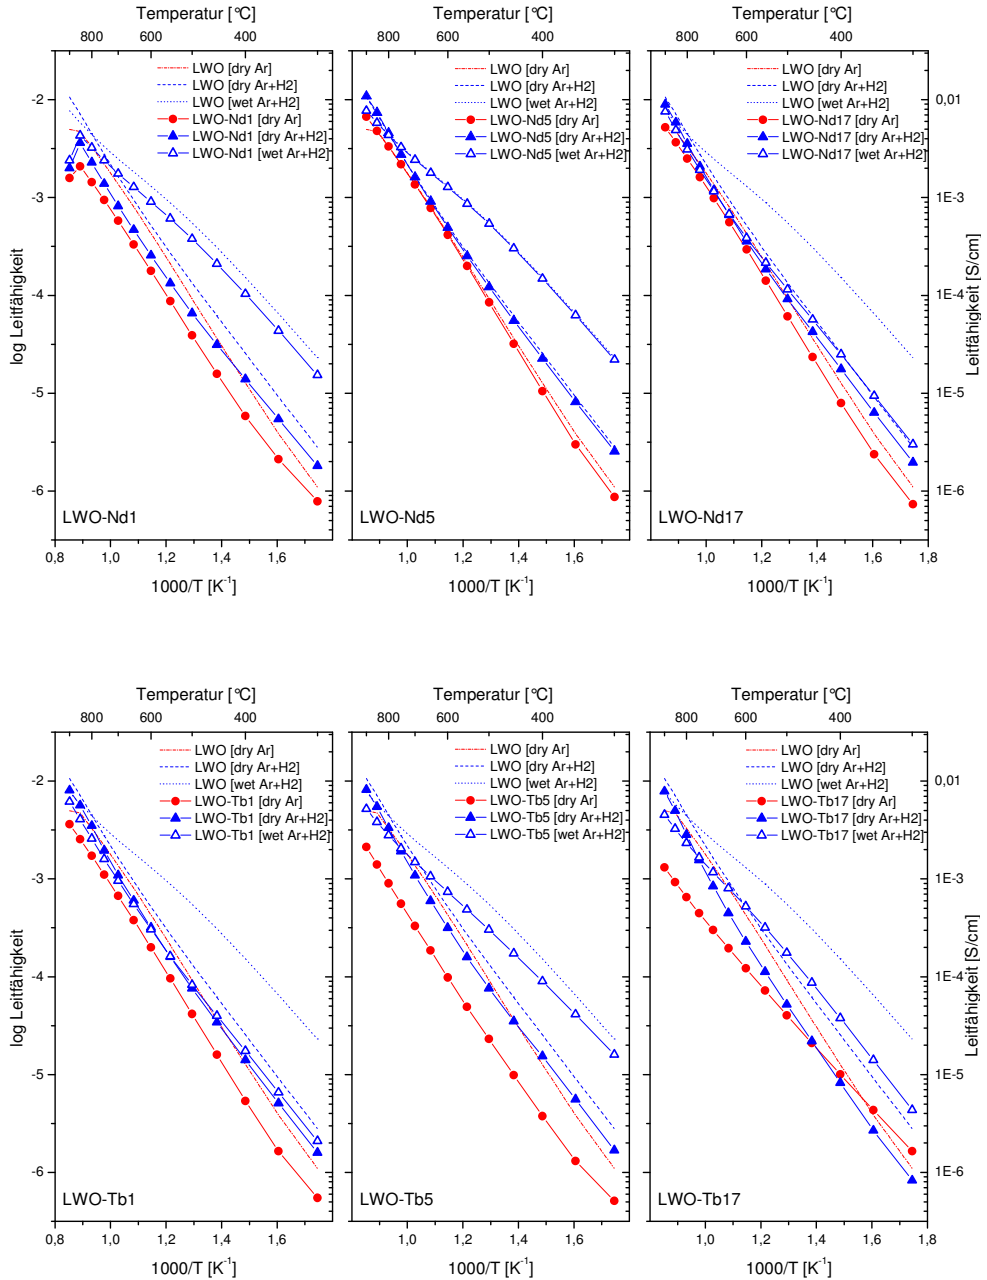 Temperatur [°C]
Temperatur [°C]
Temperatur [°C]
800 600 400
800 600 400
800 600 400
LWO [dry Ar]
LWO [dry Ar+H2]
LWO [wet Ar+H2]
LWO-Nd1 [dry Ar]
LWO-Nd1 [dry Ar+H2]
LWO-Nd1 [wet Ar+H2]
LWO [dry Ar]
LWO [dry Ar+H2]
LWO [wet Ar+H2]
LWO-Nd5 [dry Ar]
LWO-Nd5 [dry Ar+H2]
LWO-Nd5 [wet Ar+H2]
LWO [dry Ar]
LWO [dry Ar+H2]
LWO [wet Ar+H2]
LWO-Nd17 [dry Ar]
LWO-Nd17 [dry Ar+H2]
LWO-Nd17 [wet Ar+H2]
log Leitfähigkeit
-2
-3
-4
-5
-6
0,01
1E-3
1E-4
1E-5
1E-6
Leitfähigkeit [S/cm]
LWO-Nd1
LWO-Nd5
LWO-Nd17
0,8 1,0 1,2 1,4 1,6
1,0 1,2 1,4 1,6
1,0 1,2 1,4 1,6 1,8
1000/T [K⁻¹]
1000/T [K⁻¹]
1000/T [K⁻¹]
Temperatur [°C]
Temperatur [°C]
Temperatur [°C]
800 600 400
800 600 400
800 600 400
LWO [dry Ar]
LWO [dry Ar+H2]
LWO [wet Ar+H2]
LWO-Tb1 [dry Ar]
LWO-Tb1 [dry Ar+H2]
LWO-Tb1 [wet Ar+H2]
LWO [dry Ar]
LWO [dry Ar+H2]
LWO [wet Ar+H2]
LWO-Tb5 [dry Ar]
LWO-Tb5 [dry Ar+H2]
LWO-Tb5 [wet Ar+H2]
LWO [dry Ar]
LWO [dry Ar+H2]
LWO [wet Ar+H2]
LWO-Tb17 [dry Ar]
LWO-Tb17 [dry Ar+H2]
LWO-Tb17 [wet Ar+H2]
log Leitfähigkeit
-2
-3
-4
-5
-6
0,01
1E-3
1E-4
1E-5
1E-6
Leitfähigkeit [S/cm]
LWO-Tb1
LWO-Tb5
LWO-Tb17
0,8 1,0 1,2 1,4 1,6
1,0 1,2 1,4 1,6
1,0 1,2 1,4 1,6 1,8
1000/T [K⁻¹]
1000/T [K⁻¹]
1000/T [K⁻¹]